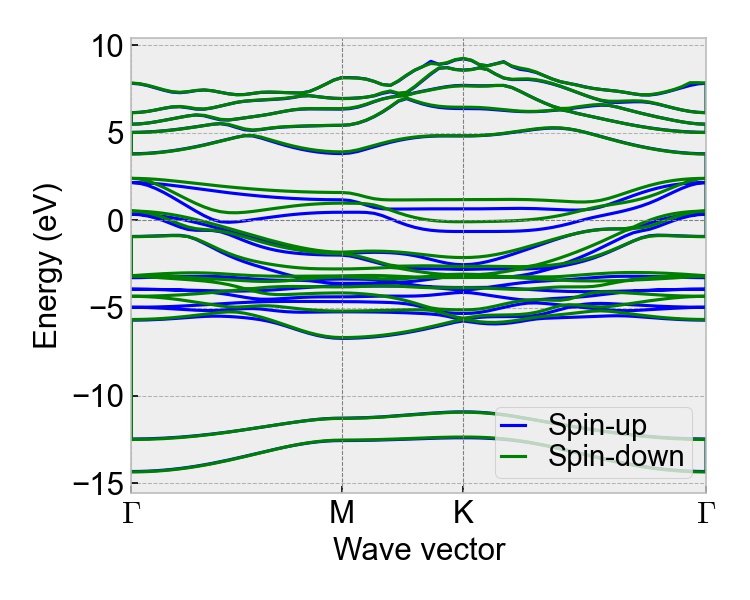 Energy (eV)
10
5
0
−5
−10
−15
Spin-up
Spin-down
Γ M K Γ
Wave vector